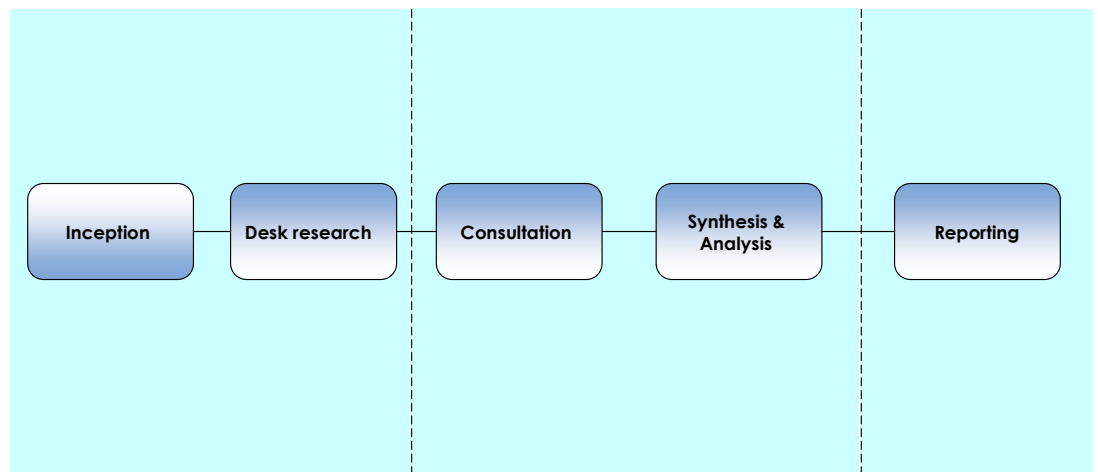 Inception
Desk research
Consultation
Synthesis &
Analysis
Reporting